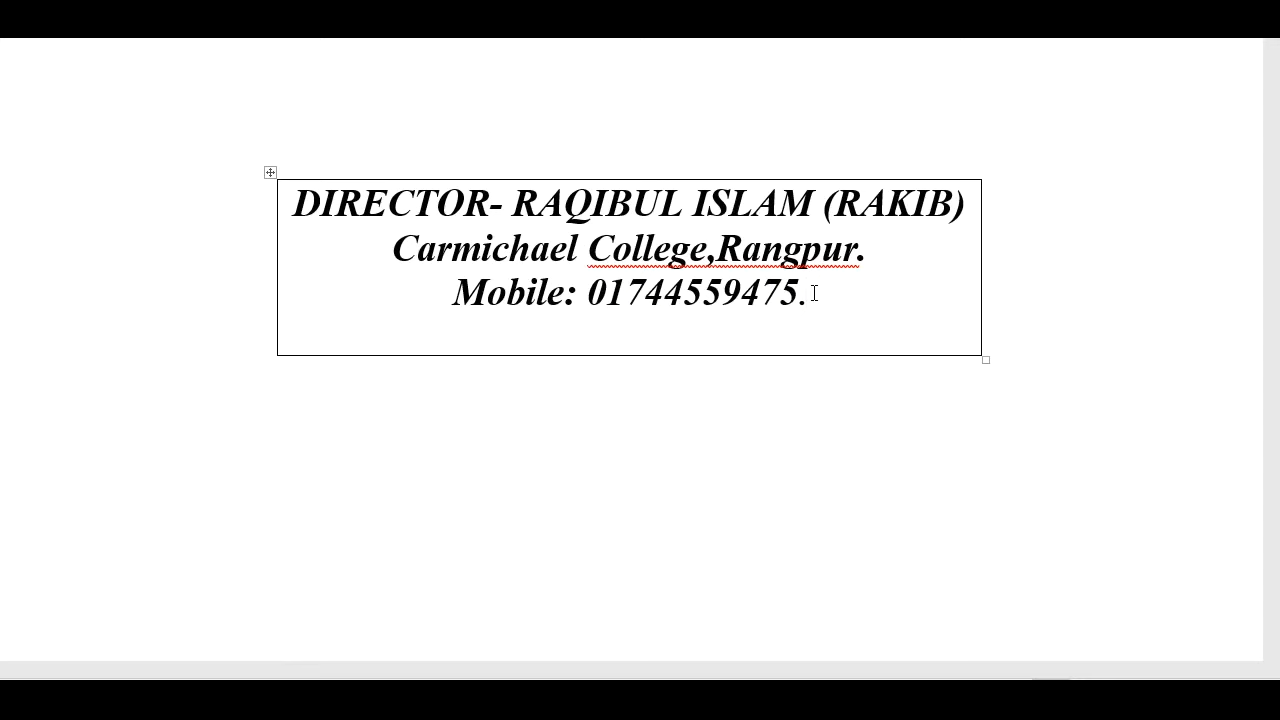 DIRECTOR- RAQIBUL ISLAM (RAKIB)
Carmichael College,Rangpur.
Mobile: 01744559475.